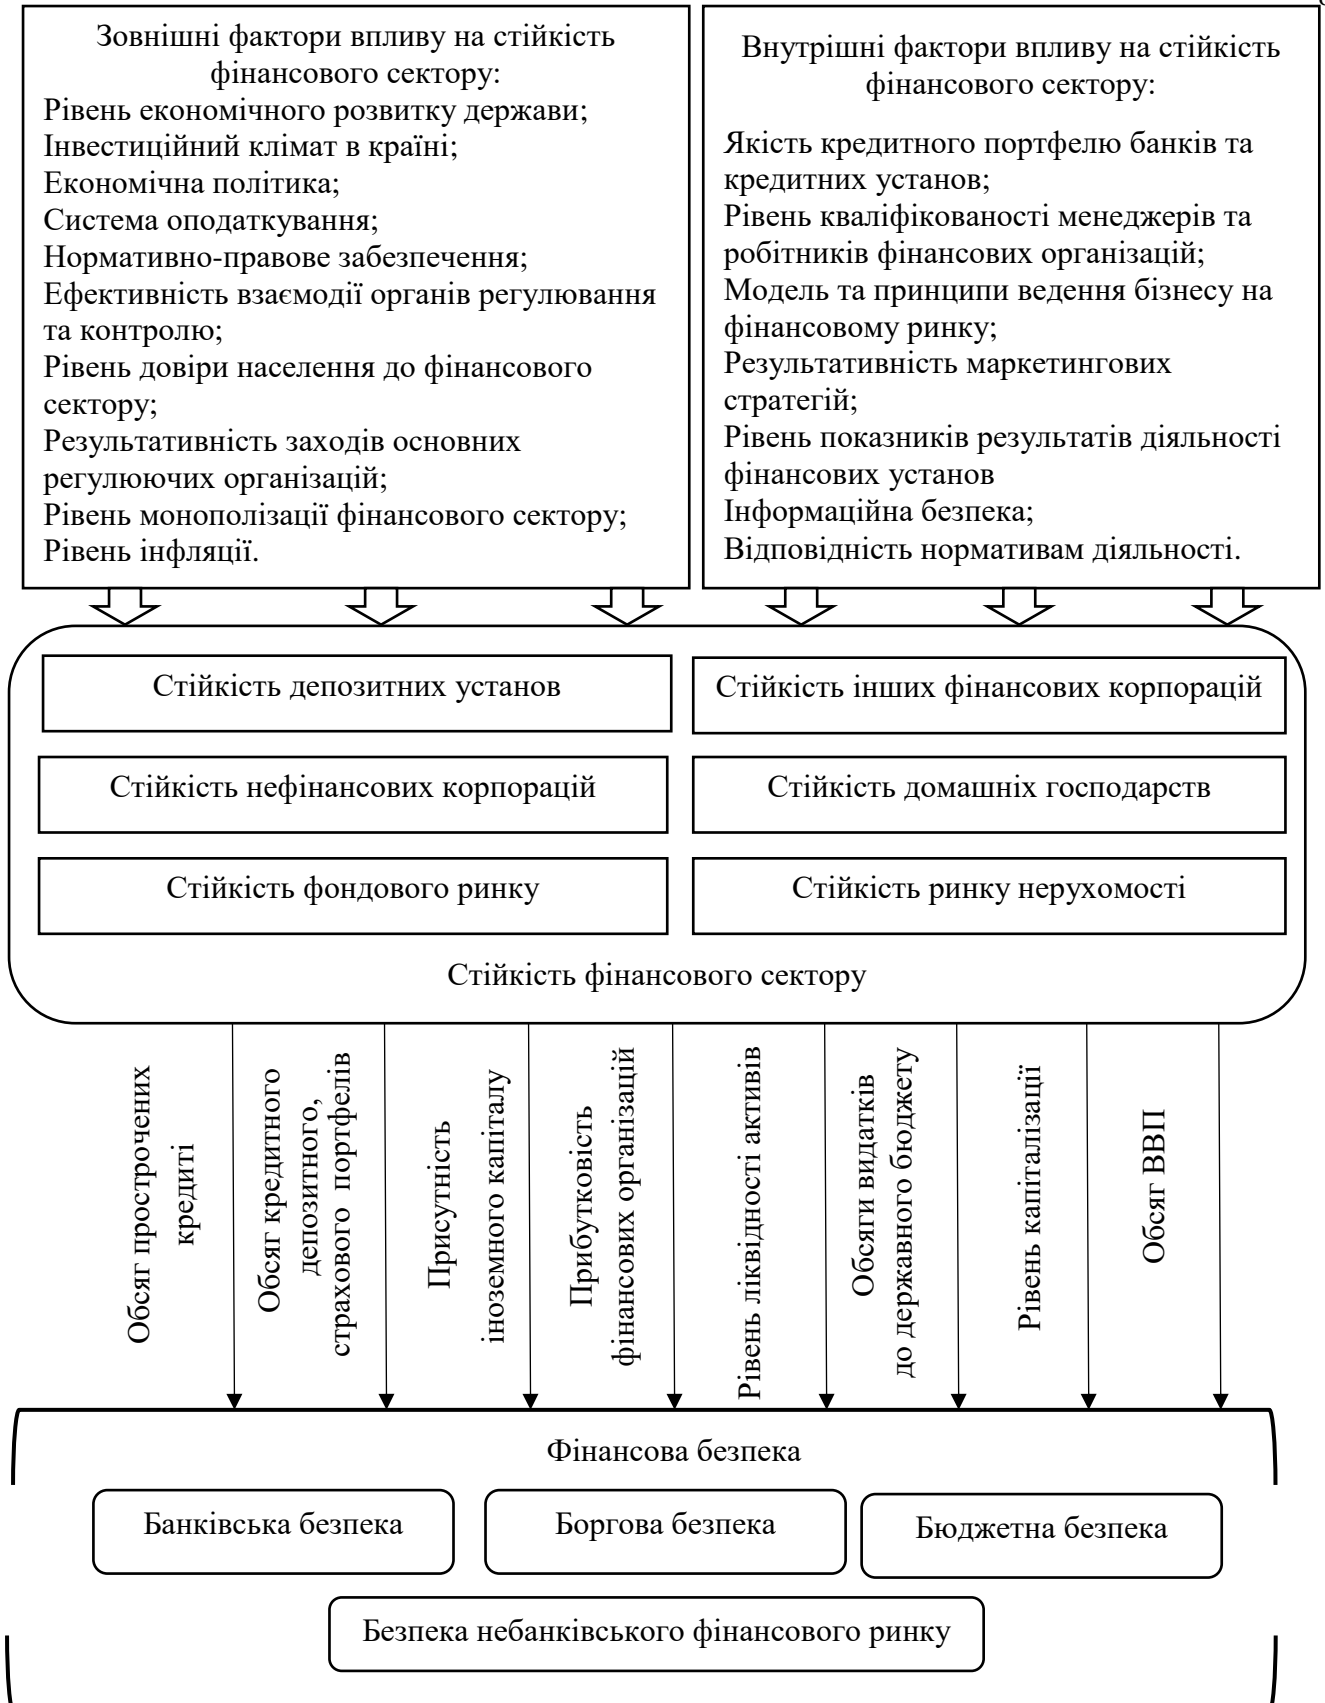 Зовнішні фактори впливу на стійкість
фінансового сектору:
Рівень економічного розвитку держави;
Інвестиційний клімат в країні;
Економічна політика;
Система оподаткування;
Нормативно-правове забезпечення;
Ефективність взаємодії органів регулювання
та контролю;
Рівень довіри населення до фінансового
сектору;
Результативність заходів основних
регулюючих організацій;
Рівень монополізації фінансового сектору;
Рівень інфляції.
Внутрішні фактори впливу на стійкість
фінансового сектору:
Якість кредитного портфелю банків та
кредитних установ;
Рівень кваліфікованості менеджерів та
робітників фінансових організацій;
Модель та принципи ведення бізнесу на
фінансовому ринку;
Результативність маркетингових
стратегій;
Рівень показників результатів діяльності
фінансових установ
Інформаційна безпека;
Відповідність нормативам діяльності.
Стійкість депозитних установ
Стійкість інших фінансових корпорацій
Стійкість нефінансових корпорацій
Стійкість домашніх господарств
Стійкість фондового ринку
Стійкість ринку нерухомості
Стійкість фінансового сектору
Обсяг прострочених
кредиті
Обсяг кредитного
депозитного,
страхового портфелів
Присутність
іноземного капіталу
Прибутковість
фінансових організацій
Рівень ліквідності активів
Обсяги видатків
до державного бюджету
Рівень капіталізації
Обсяг ВВП
Фінансова безпека
Банківська безпека
Боргова безпека
Бюджетна безпека
Безпека небанківського фінансового ринку